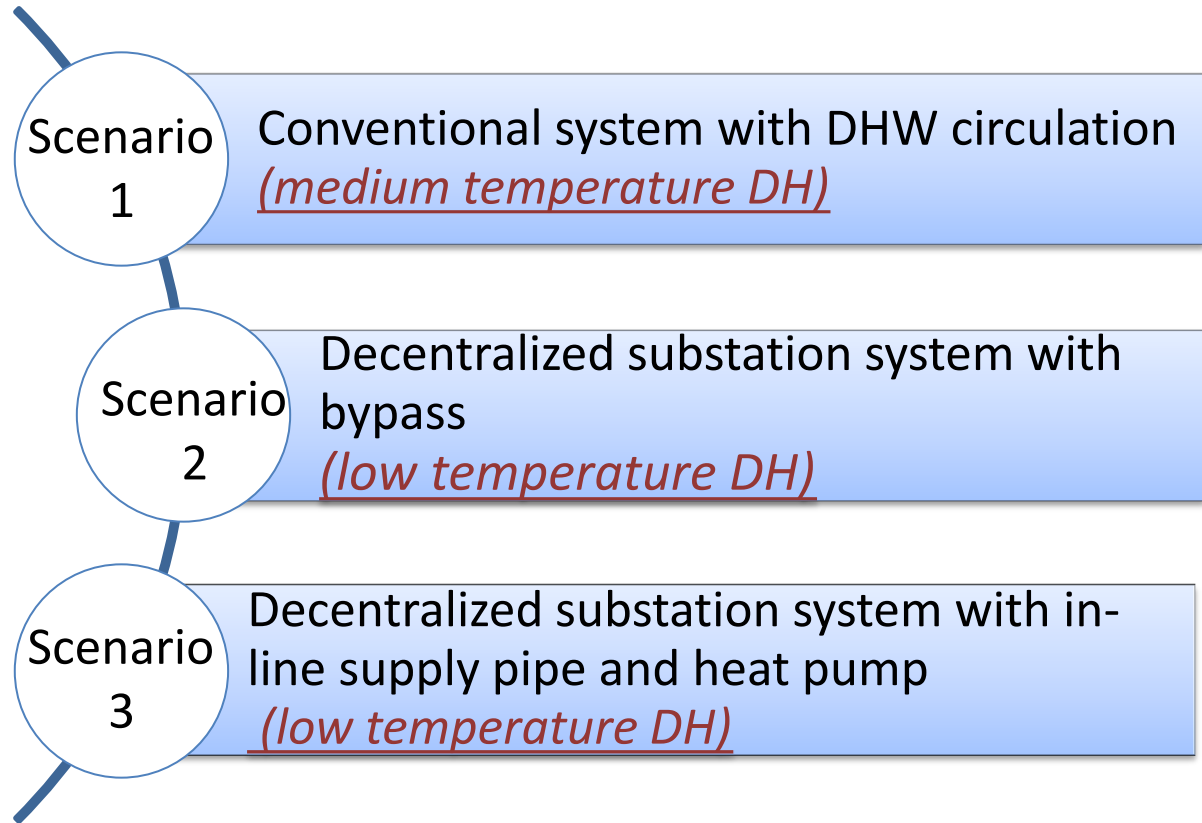 Scenario
1
Conventional system with DHW circulation
(medium temperature DH)
Scenario
2
Decentralized substation system with
bypass
(low temperature DH)
Scenario
3
Decentralized substation system with in-
line supply pipe and heat pump
(low temperature DH)